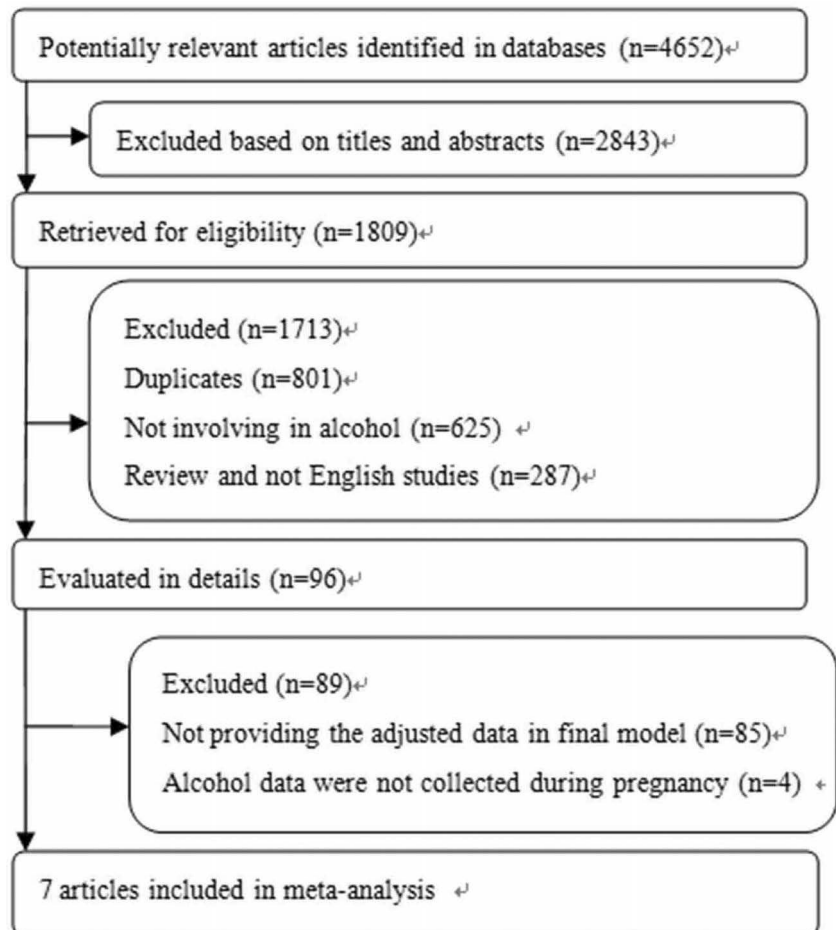 Potentially relevant articles identified in databases (n=4652)↵
Excluded based on titles and abstracts (n=2843)↵
Retrieved for eligibility (n=1809)↵
Excluded (n=1713)↵
Duplicates (n=801)↵
Not involving in alcohol (n=625) ↵
Review and not English studies (n=287)↵
Evaluated in details (n=96)↵
Excluded (n=89)↵
Not providing the adjusted data in final model (n=85)↵
Alcohol data were not collected during pregnancy (n=4) ↵
7 articles included in meta-analysis ↵